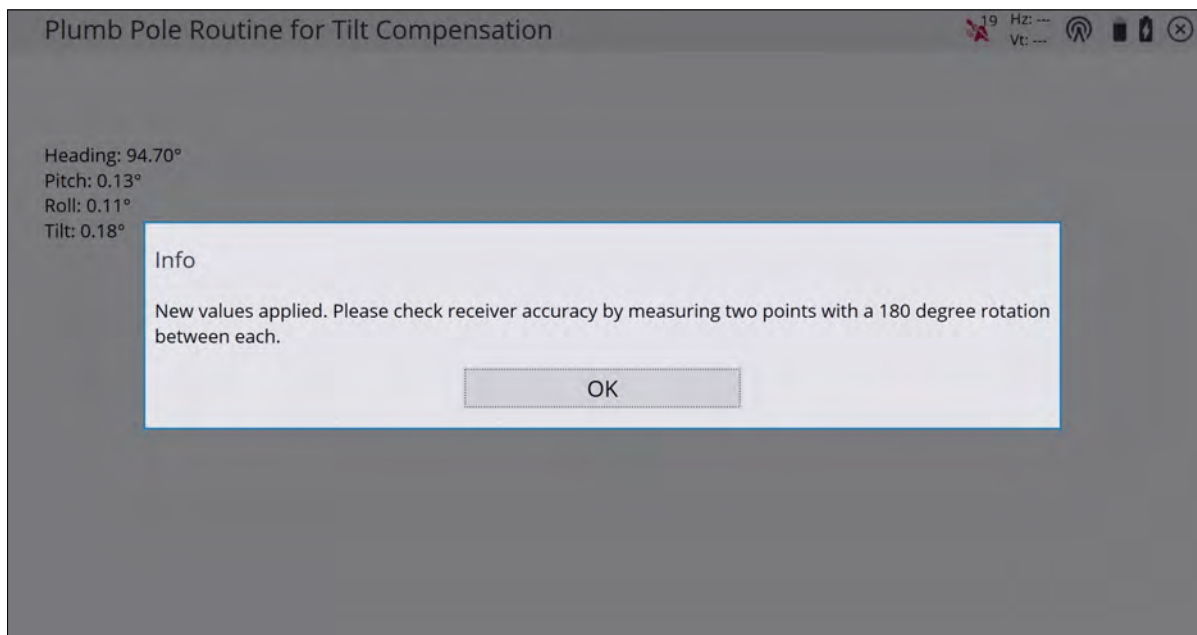 Plumb Pole Routine for Tilt Compensation
19
Hz: ---
Vt: ---
Heading: 94.70°
Pitch: 0.13°
Roll: 0.11°
Tilt: 0.18°
Info
New values applied. Please check receiver accuracy by measuring two points with a 180 degree rotation
between each.
OK